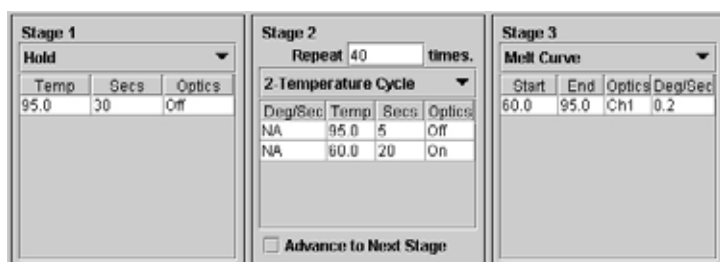 Stage 1
Hold
Temp Secs Optics
95.0 30 Off
Stage 2
Repeat 40 times.
2-Temperature Cycle
Deg/Sec Temp Secs Optics
NA 95.0 5 Off
NA 60.0 20 On
Advance to Next Stage
Stage 3
Melt Curve
Start End Optics Deg/Sec
60.0 95.0 Ch1 0.2